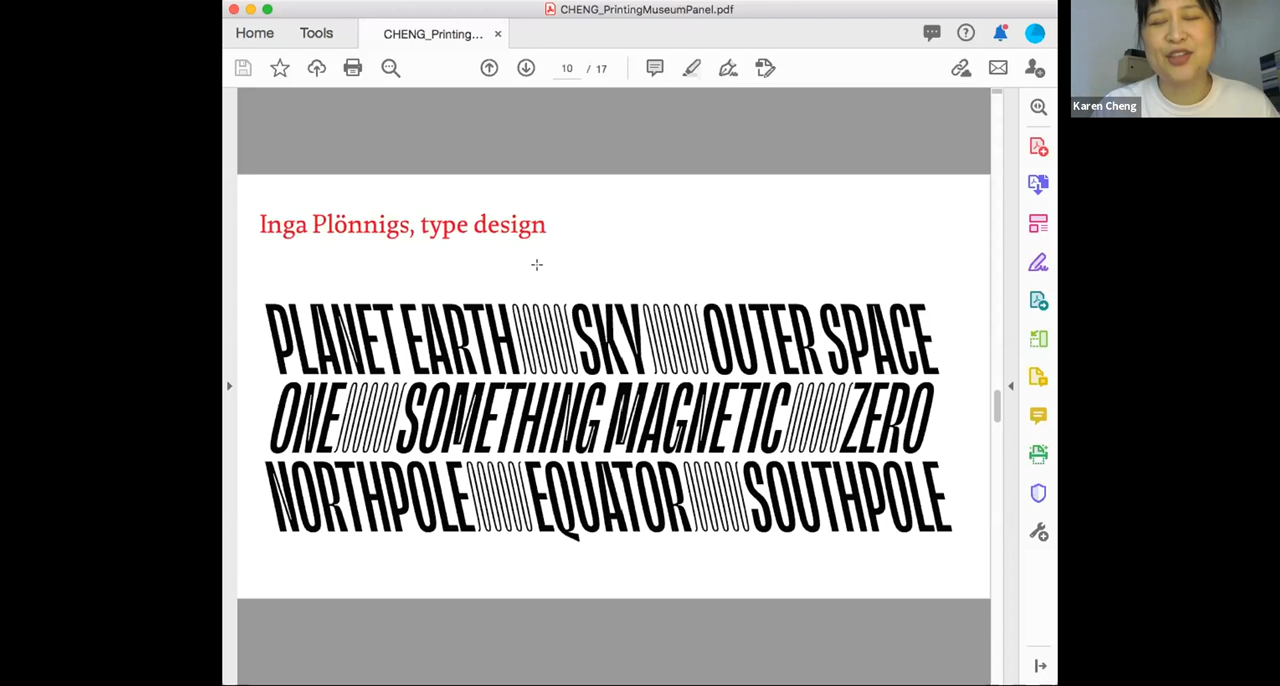 CHENG_PrintingMuseumPanel.pdf
Home Tools CHENG_Printing... ×
10 / 17
Karen Cheng
Inga Plönnigs, type design
PLANET EARTH SKY OUTER SPACE
ONE SOMETHING MAGNETIC ZERO
NORTHPOLE EQUATOR SOUTHPOLE